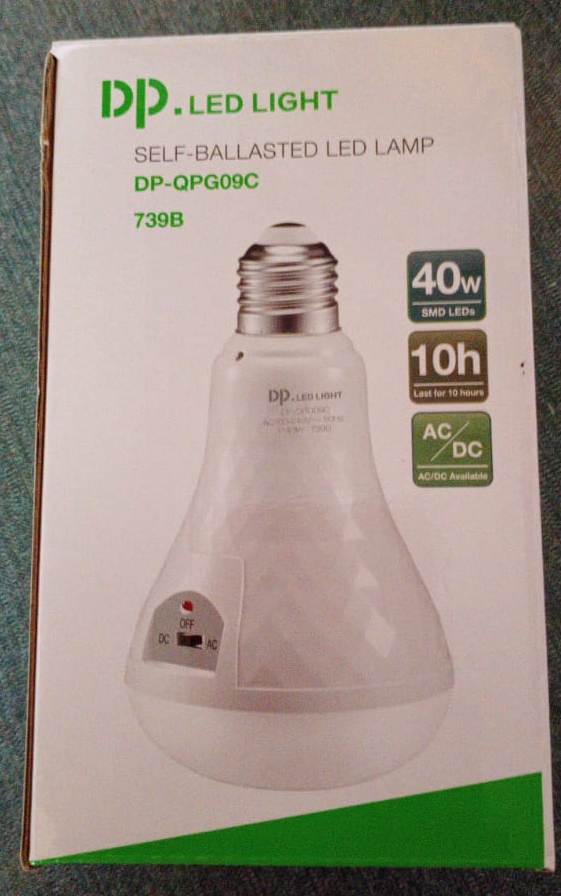 DP. LED LIGHT
SELF-BALLASTED LED LAMP
DP-QPG09C
739B
40W
SMD LEDs
10h
Last for 10 hours
AC/DC
AC/DC Available
DP. LED LIGHT
OFF
DC AC